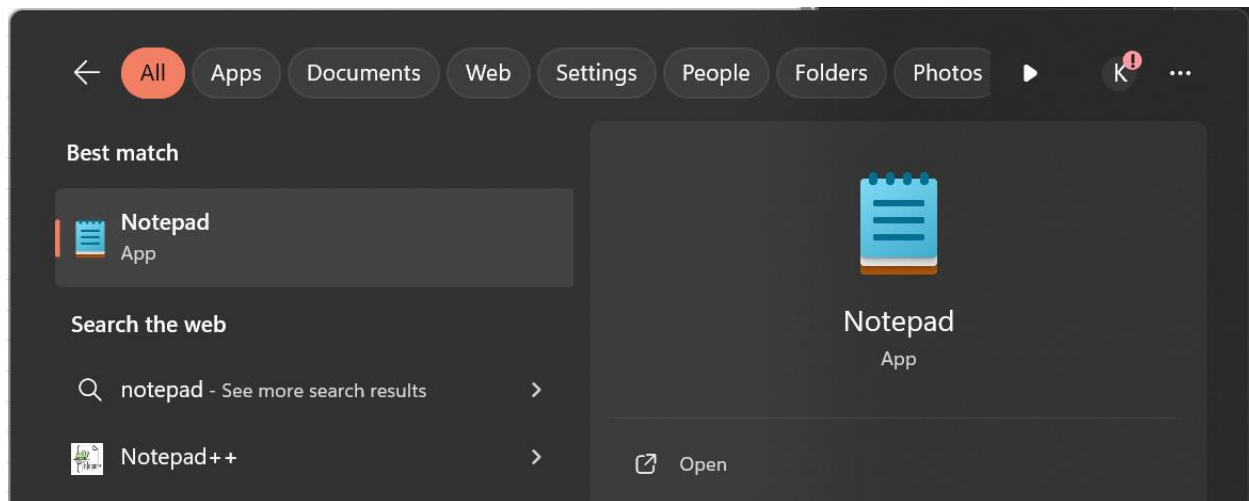 All Apps Documents Web Settings People Folders Photos K
Best match
Notepad
App
Search the web
notepad - See more search results
Notepad++
Notepad
App
Open